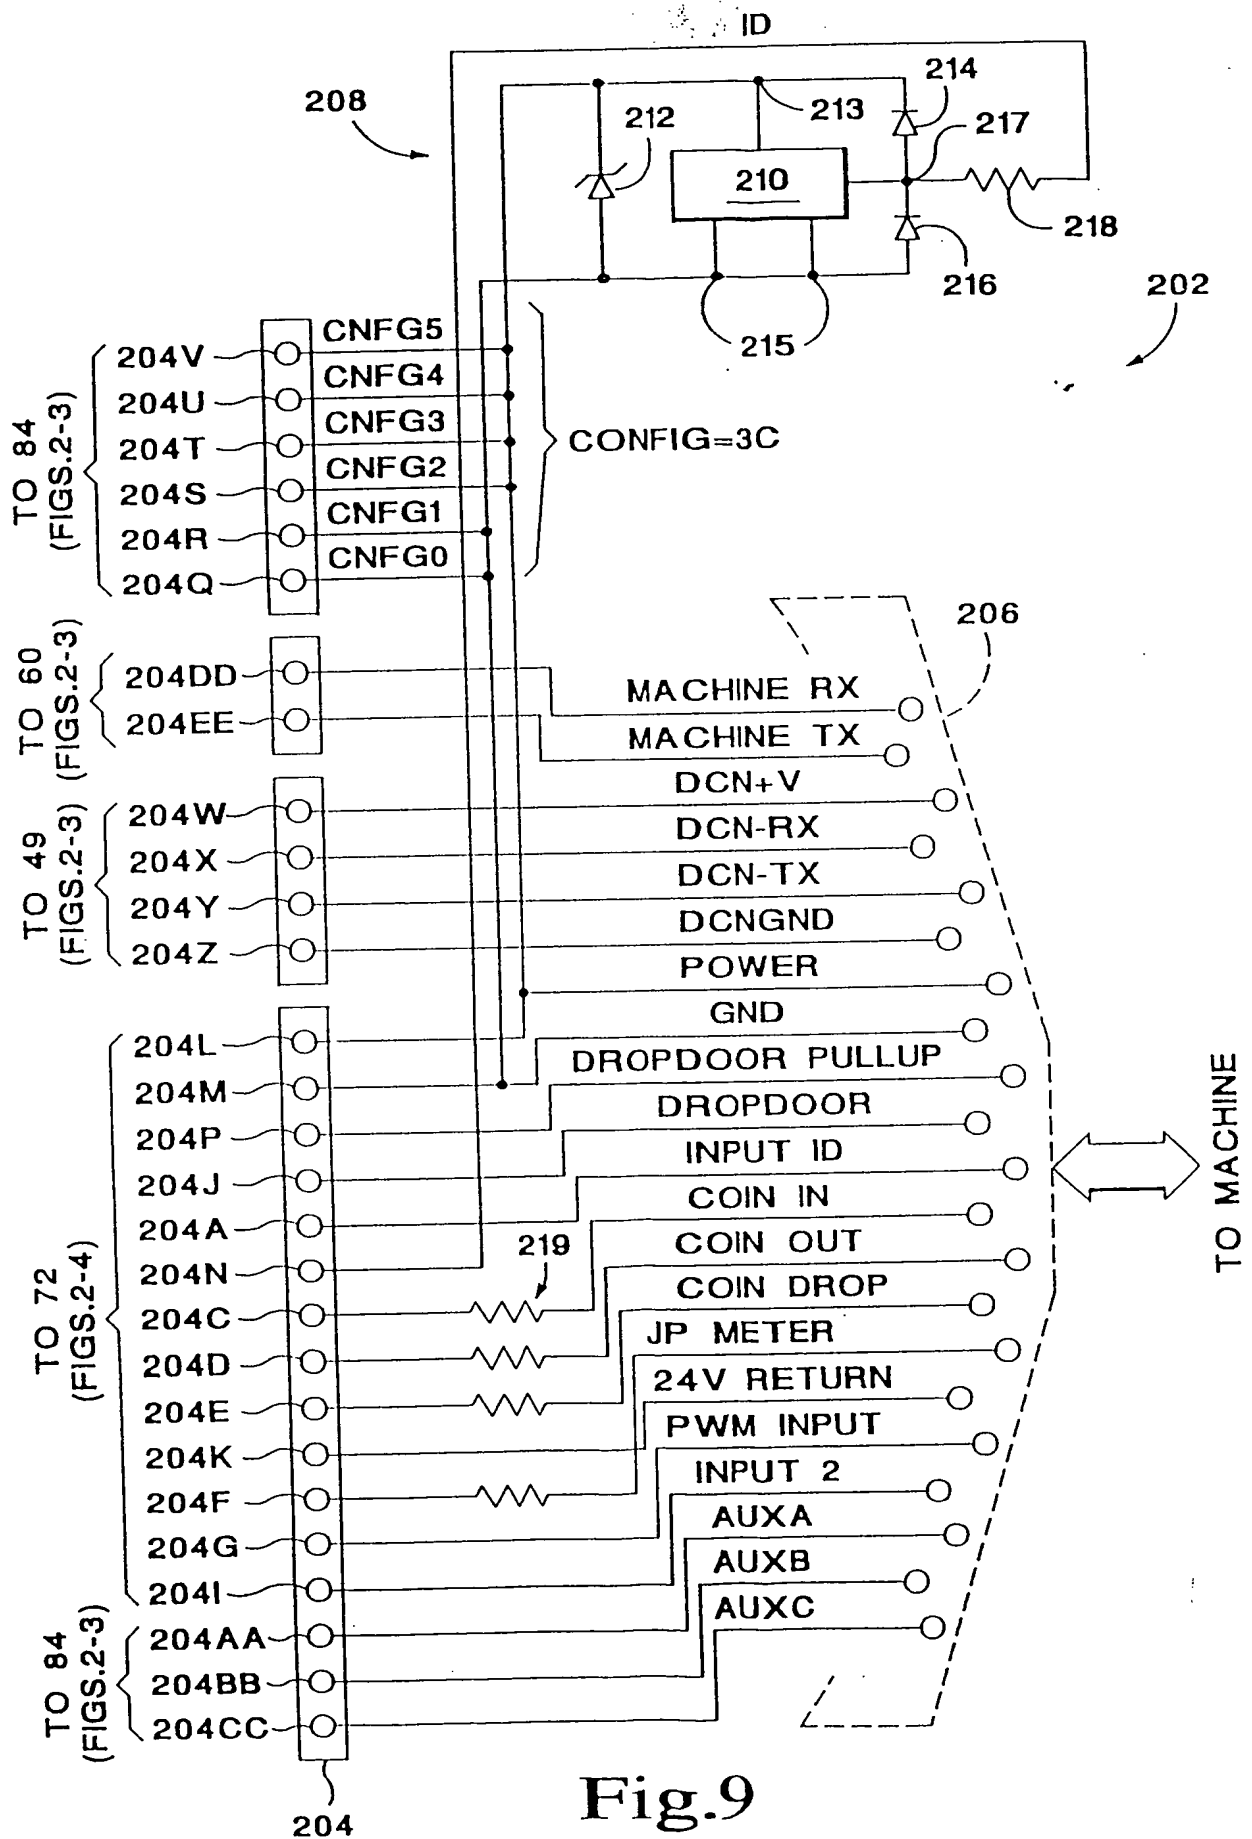 ID
214
208
212
213
217
210
218
216
202
215
CNFG5
204V
CNFG4
204U
CNFG3
204T
CONFIG=3C
CNFG2
204S
CNFG1
204R
CNFG0
204Q
TO 84
(FIGS.2-3)
206
204DD
MACHINE RX
204EE
MACHINE TX
TO 60
(FIGS.2-3)
DCN+V
204W
DCN-RX
204X
DCN-TX
204Y
DCNGND
204Z
TO 49
(FIGS.2-3)
POWER
GND
204L
DROPDOOR PULLUP
204M
DROPDOOR
204P
INPUT ID
204J
COIN IN
204A
219
COIN OUT
204N
COIN DROP
204C
JP METER
204D
24V RETURN
204E
PWM INPUT
204K
INPUT 2
204F
AUXA
204G
AUXB
204I
AUXC
TO 72
(FIGS.2-4)
TO MACHINE
204AA
204BB
204CC
TO 84
(FIGS.2-3)
204
Fig.9